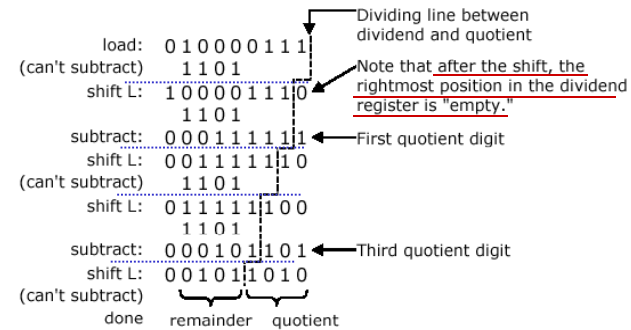 Dividing line between
dividend and quotient
load: 0 1 0 0 0 0 1 1 1
(can't subtract) 1 1 0 1
Note that after the shift, the
rightmost position in the dividend
register is "empty."
shift L: 1 0 0 0 0 1 1 1 0
1 1 0 1
subtract: 0 0 0 1 1 1 1 1 1 First quotient digit
shift L: 0 0 1 1 1 1 1 1 0
(can't subtract) 1 1 0 1
shift L: 0 1 1 1 1 1 1 0 0
1 1 0 1
subtract: 0 0 0 1 0 1 1 0 1 Third quotient digit
shift L: 0 0 1 0 1 1 0 1 0
(can't subtract)
done remainder quotient